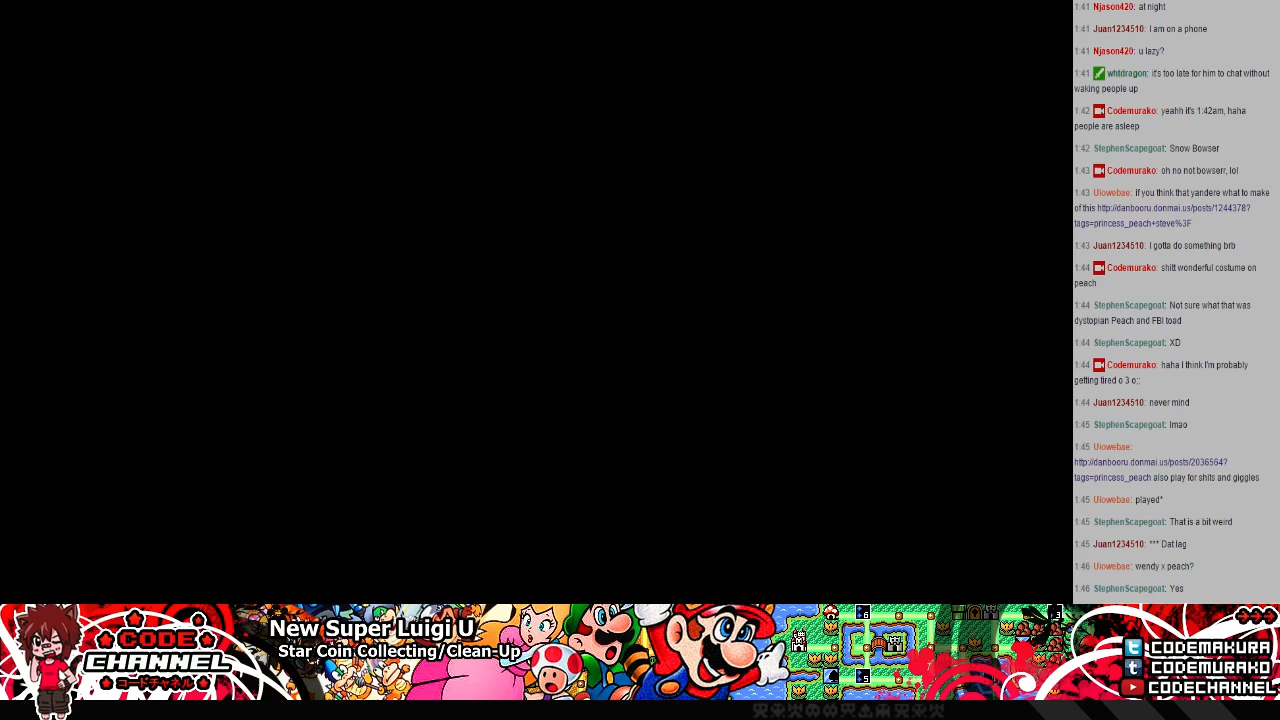 1:41 Njason420: at night
1:41 Juan1234510: I am on a phone
1:41 Njason420: u lazy?
1:41 whtdragon: it's too late for him to chat without
waking people up
1:42 Codemurako: yeahh it's 1:42am, haha
people are asleep
1:42 StephenScapegoat: Snow Bowser
1:43 Codemurako: oh no not bowserr, lol
1:43 Uiowebae: if you think that yandere what to make
of this http://danbooru.donmai.us/posts/1244378?
tags=princess_peach+steve%3F
1:43 Juan1234510: I gotta do something brb
1:44 Codemurako: shitt wonderful costume on
peach
1:44 StephenScapegoat: Not sure what that was
dystopian Peach and FBI toad
1:44 StephenScapegoat: XD
1:44 Codemurako: haha I think I'm probably
getting tired o 3 o;;
1:44 Juan1234510: never mind
1:45 StephenScapegoat: lmao
1:45 Uiowebae:
http://danbooru.donmai.us/posts/2036564?
tags=princess_peach also play for shits and giggles
1:45 Uiowebae: played*
1:45 StephenScapegoat: That is a bit weird
1:45 Juan1234510: *** Dat lag
1:46 Uiowebae: wendy x peach?
1:46 StephenScapegoat: Yes
CODE
CHANNEL
コードチャネル
New Super Luigi U
Star Coin Collecting/Clean-Up
CODEMAKURA
CODEMURAKO
CODECHANNEL